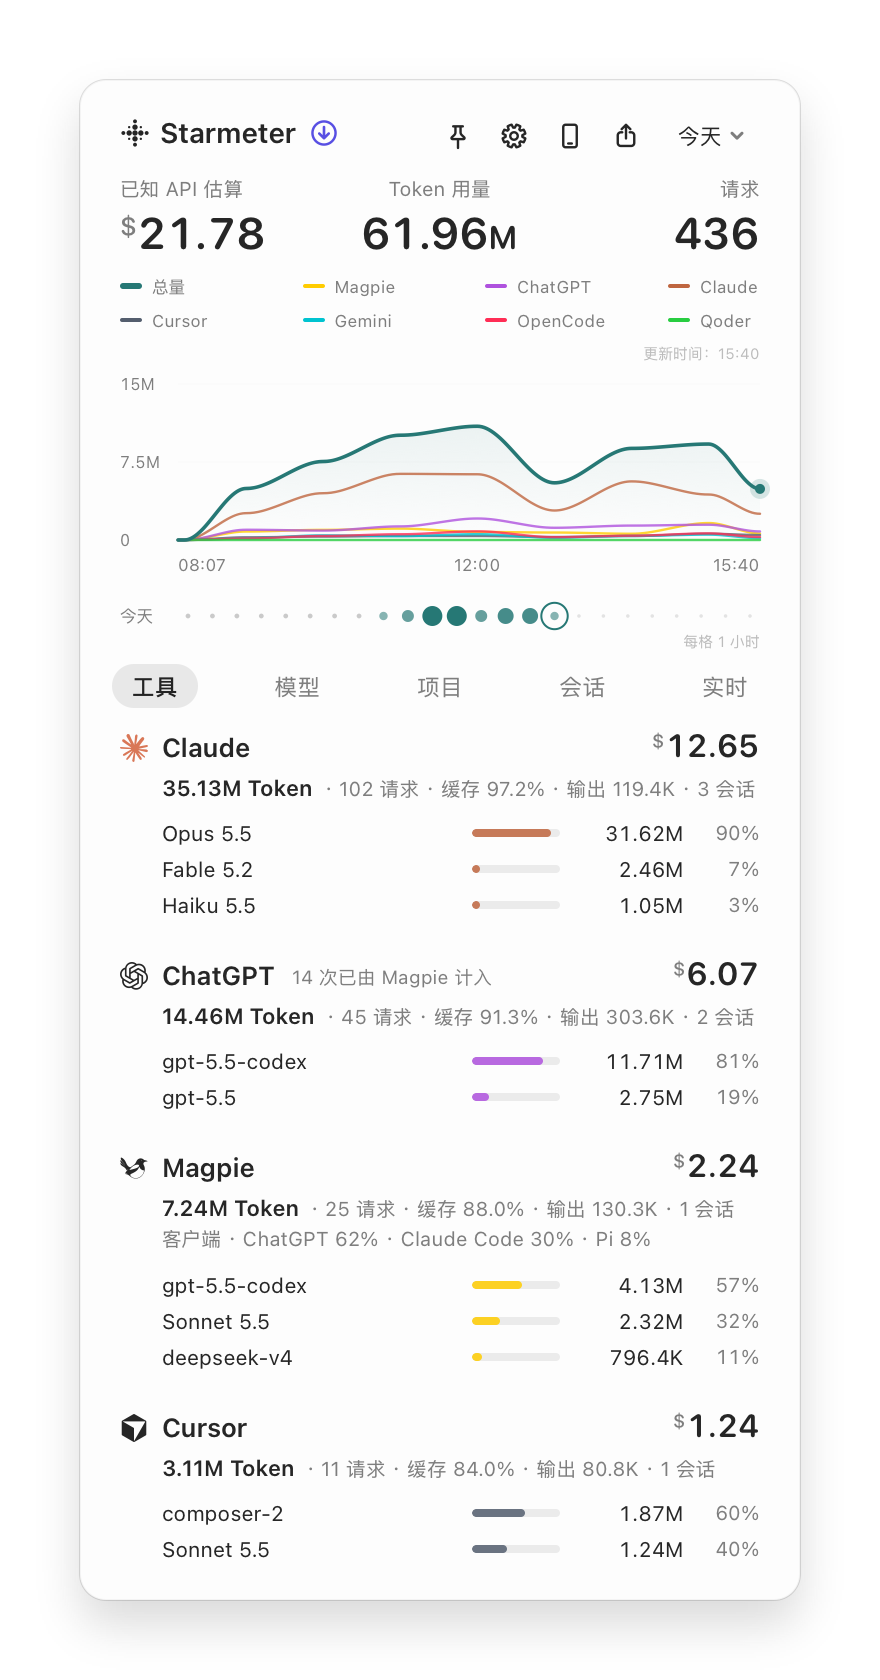 Starmeter 今天
已知 API 估算 Token 用量 请求
$21.78 61.96M 436
总量 Magpie ChatGPT Claude
Cursor Gemini OpenCode Qoder
更新时间：15:40
15M
7.5M
0
08:07 12:00 15:40
今天
每格 1 小时
工具 模型 项目 会话 实时
Claude $12.65
35.13M Token · 102 请求 · 缓存 97.2% · 输出 119.4K · 3 会话
Opus 5.5 31.62M 90%
Fable 5.2 2.46M 7%
Haiku 5.5 1.05M 3%
ChatGPT 14 次已由 Magpie 计入 $6.07
14.46M Token · 45 请求 · 缓存 91.3% · 输出 303.6K · 2 会话
gpt-5.5-codex 11.71M 81%
gpt-5.5 2.75M 19%
Magpie $2.24
7.24M Token · 25 请求 · 缓存 88.0% · 输出 130.3K · 1 会话
客户端 · ChatGPT 62% · Claude Code 30% · Pi 8%
gpt-5.5-codex 4.13M 57%
Sonnet 5.5 2.32M 32%
deepseek-v4 796.4K 11%
Cursor $1.24
3.11M Token · 11 请求 · 缓存 84.0% · 输出 80.8K · 1 会话
composer-2 1.87M 60%
Sonnet 5.5 1.24M 40%